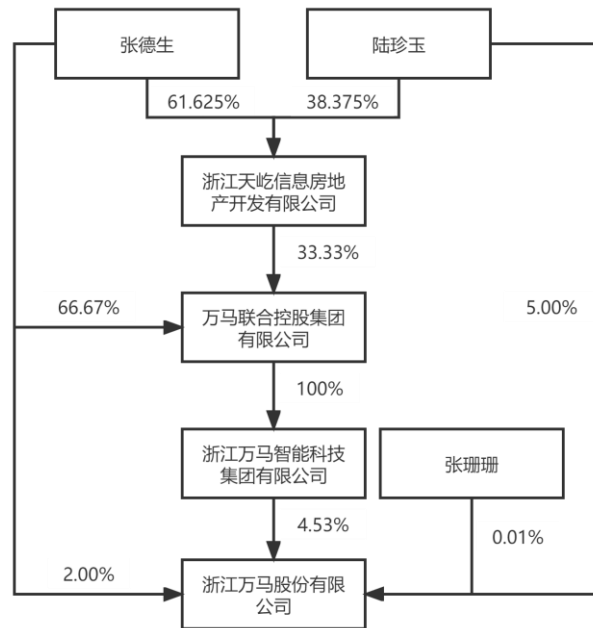 张德生
陆珍玉
61.625%
38.375%
浙江天屹信息房地
产开发有限公司
33.33%
66.67%
万马联合控股集团
有限公司
5.00%
100%
浙江万马智能科技
集团有限公司
张珊珊
4.53%
0.01%
2.00%
浙江万马股份有限
公司